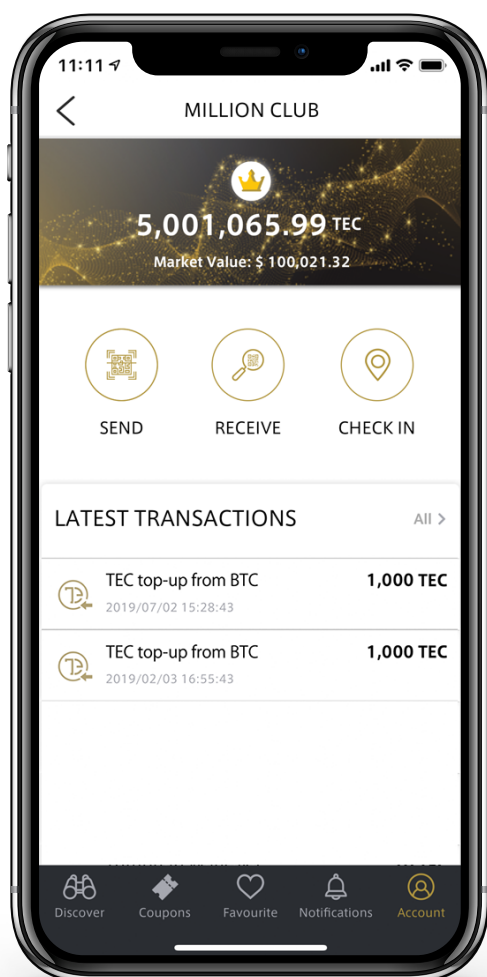 11:11
MILLION CLUB
5,001,065.99 TEC
Market Value: $ 100,021.32
SEND
RECEIVE
CHECK IN
LATEST TRANSACTIONS
All >
TEC top-up from BTC
1,000 TEC
2019/07/02 15:28:43
TEC top-up from BTC
1,000 TEC
2019/02/03 16:55:43
Discover
Coupons
Favourite
Notifications
Account